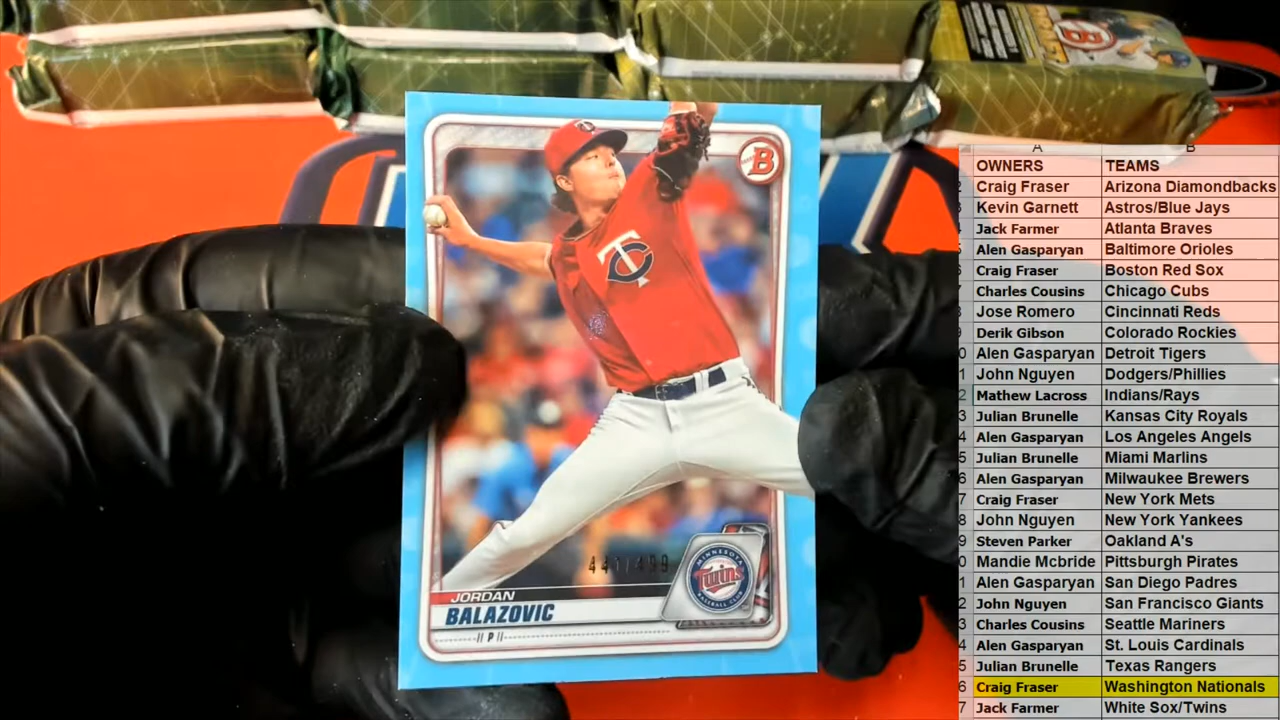 B
TC
MINNESOTA
Twins
BASEBALL CLUB
JORDAN
BALAZOVIC
P
A B
OWNERS TEAMS
Craig Fraser Arizona Diamondbacks
Kevin Garnett Astros/Blue Jays
Jack Farmer Atlanta Braves
Alen Gasparyan Baltimore Orioles
Craig Fraser Boston Red Sox
Charles Cousins Chicago Cubs
Jose Romero Cincinnati Reds
Derik Gibson Colorado Rockies
Alen Gasparyan Detroit Tigers
John Nguyen Dodgers/Phillies
Mathew Lacross Indians/Rays
Julian Brunelle Kansas City Royals
Alen Gasparyan Los Angeles Angels
Julian Brunelle Miami Marlins
Alen Gasparyan Milwaukee Brewers
Craig Fraser New York Mets
John Nguyen New York Yankees
Steven Parker Oakland A's
Mandie Mcbride Pittsburgh Pirates
Alen Gasparyan San Diego Padres
John Nguyen San Francisco Giants
Charles Cousins Seattle Mariners
Alen Gasparyan St. Louis Cardinals
Julian Brunelle Texas Rangers
Craig Fraser Washington Nationals
Jack Farmer White Sox/Twins